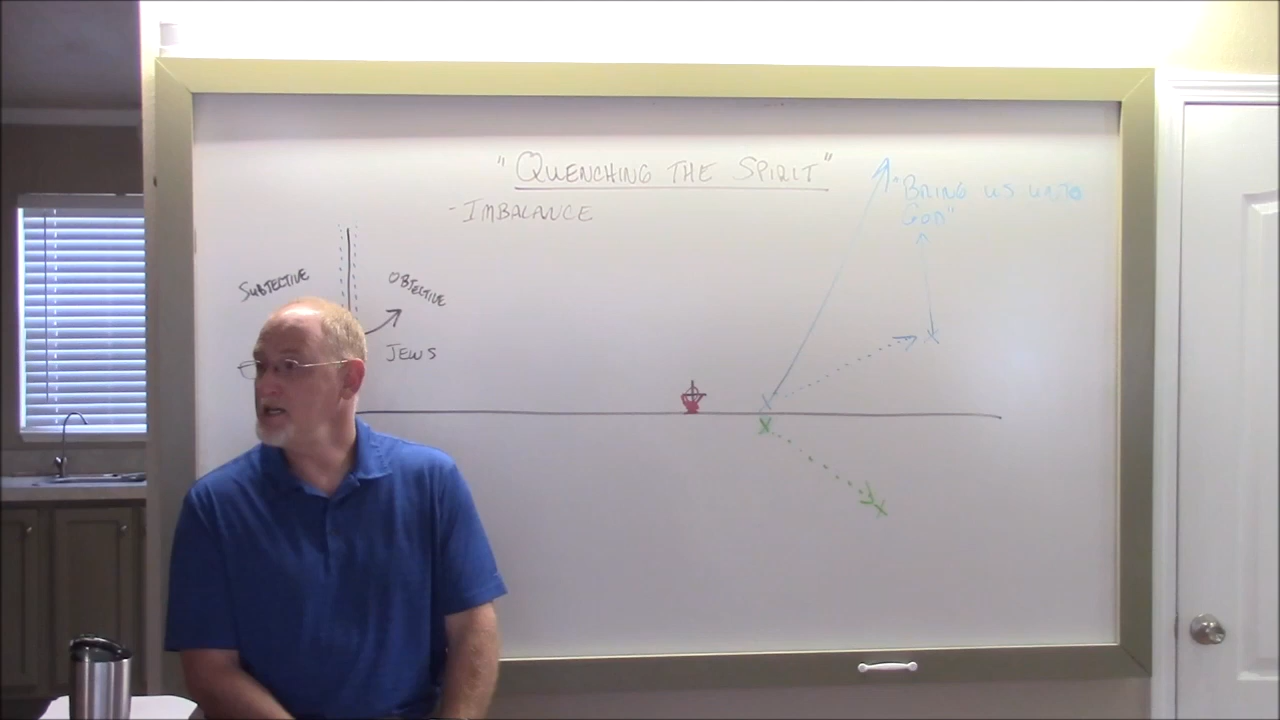 "QUENCHING THE SPIRIT"
- IMBALANCE
SUBJECTIVE
OBJECTIVE
JEWS
"BRING US UNTO
GOD"